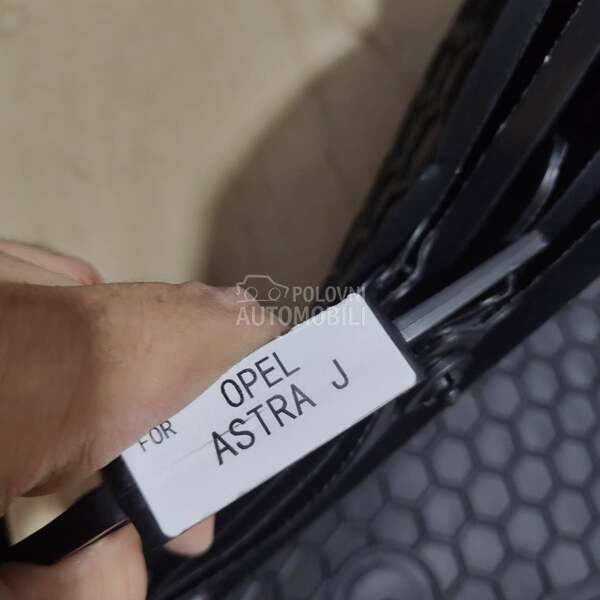 POLOVNI
AUTOMOBILI
FOR
OPEL
ASTRA J